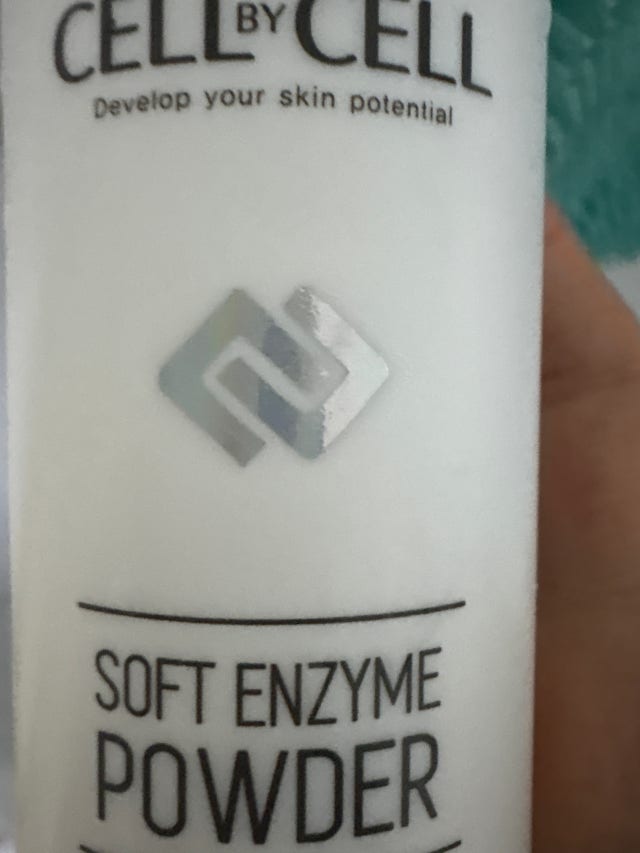 CELL BY CELL
Develop your skin potential
SOFT ENZYME
POWDER